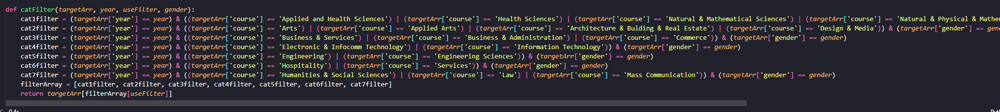 def catFilter(targetArr, year, useFilter, gender):
    cat1filter = (targetArr['year'] == year) & ((targetArr['course'] == 'Applied and Health Sciences') | (targetArr['course'] == 'Health Sciences') | (targetArr['course'] == 'Natural & Mathematical Sciences') | (targetArr['course'] == 'Natural & Physical &
    cat2filter = (targetArr['year'] == year) & ((targetArr['course'] == 'Arts') | (targetArr['course'] == 'Applied Arts') | (targetArr['course'] == 'Architecture & Bulding & Real Estate') | (targetArr['course'] == 'Design & Media')) & (targetArr['gender'] ==
    cat3filter = (targetArr['year'] == year) & ((targetArr['course'] == 'Business & Services') | (targetArr['course'] == 'Business & Administration') | (targetArr['course'] == 'Commerce')) & (targetArr['gender'] == gender)
    cat4filter = (targetArr['year'] == year) & ((targetArr['course'] == 'Electronic & Infocomm Technology') | (targetArr['course'] == 'Information Technology')) & (targetArr['gender'] == gender)
    cat5filter = (targetArr['year'] == year) & ((targetArr['course'] == 'Engineering') | (targetArr['course'] == 'Engineering Sciences')) & (targetArr['gender'] == gender)
    cat6filter = (targetArr['year'] == year) & ((targetArr['course'] == 'Hospitality') | (targetArr['course'] == 'Services')) & (targetArr['gender'] == gender)
    cat7filter = (targetArr['year'] == year) & ((targetArr['course'] == 'Humanities & Social Sciences') | (targetArr['course'] == 'Law') | (targetArr['course'] == 'Mass Communication')) & (targetArr['gender'] == gender)
    filterArray = [cat1filter, cat2filter, cat3filter, cat4filter, cat5filter, cat6filter, cat7filter]
    return targetArr[filterArray[useFilter]]